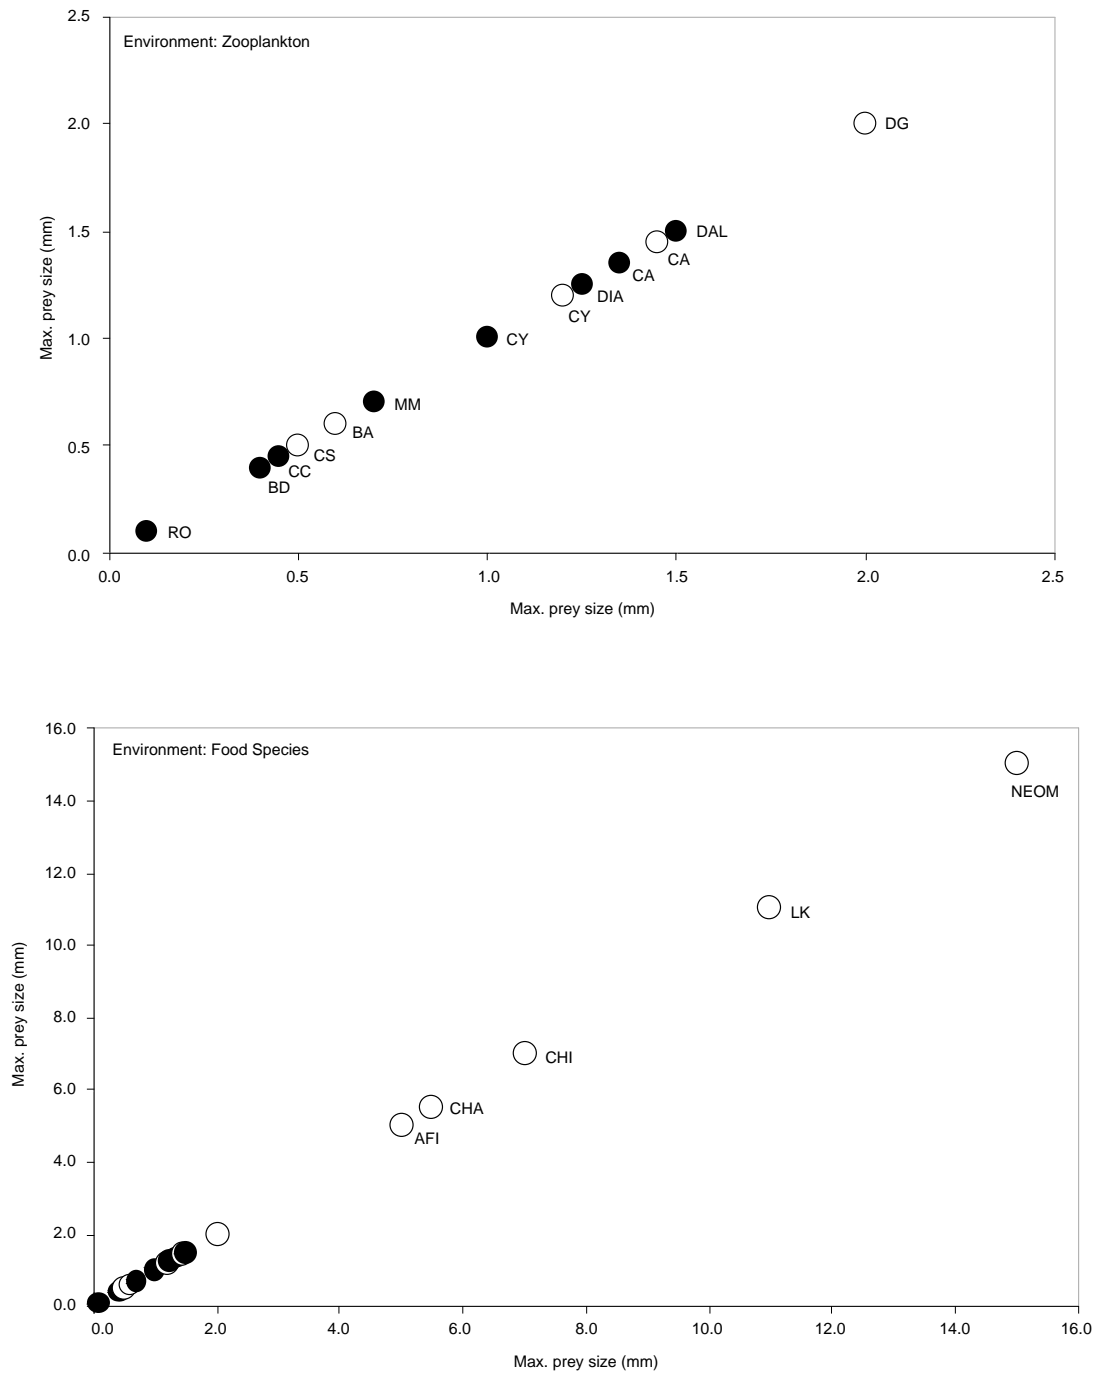 2.5
Environment: Zooplankton
2.0
DG
1.5
DAL
CA
CA
DIA
CY
1.0
CY
MM
BA
0.5
CS
CC
BD
RO
0.0
0.0 0.5 1.0 1.5 2.0 2.5
Max. prey size (mm)
Max. prey size (mm)
16.0
Environment: Food Species
NEOM
14.0
12.0
LK
10.0
8.0
CHI
6.0
CHA
AFI
4.0
2.0
0.0
0.0 2.0 4.0 6.0 8.0 10.0 12.0 14.0 16.0
Max. prey size (mm)
Max. prey size (mm)